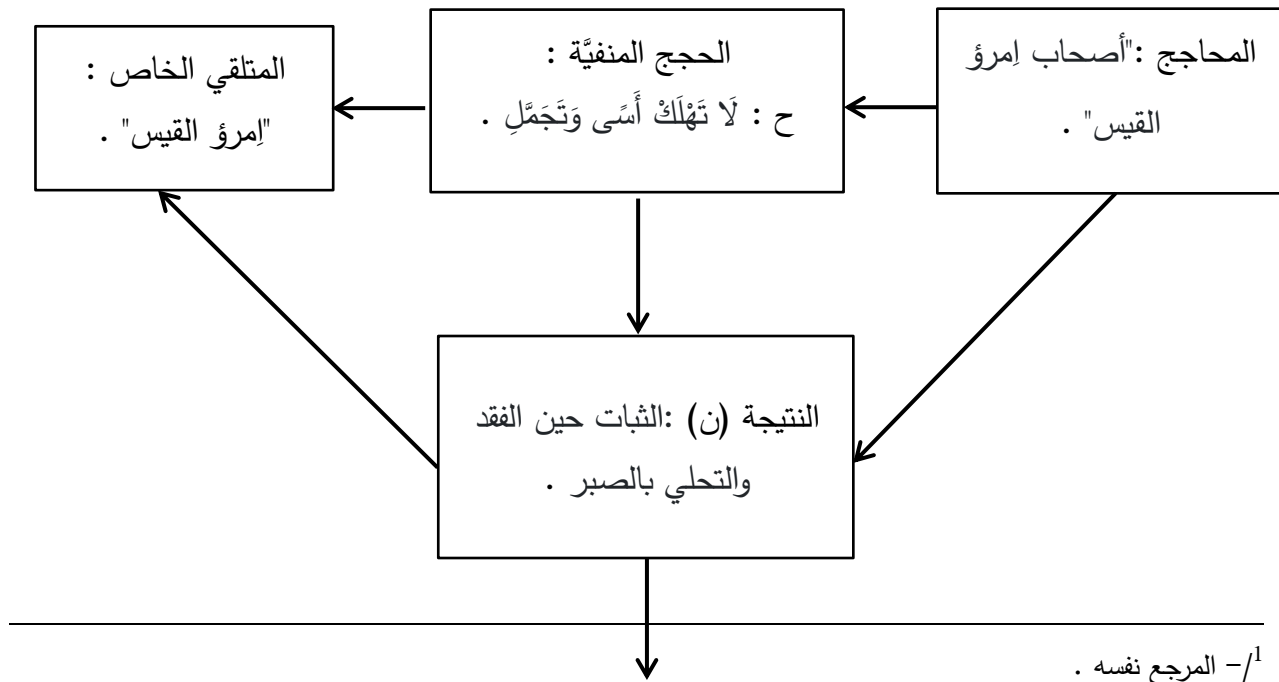 المحاجج :"أصحاب اِمرؤ
القيس" .
الحجج المنفيَّة :
ح : لَا تَهْلَكْ أَسًى وَتَجَمَّلِ .
المتلقي الخاص :
"اِمرؤ القيس" .
النتيجة (ن) :الثبات حين الفقد
والتحلي بالصبر .
1/- المرجع نفسه .